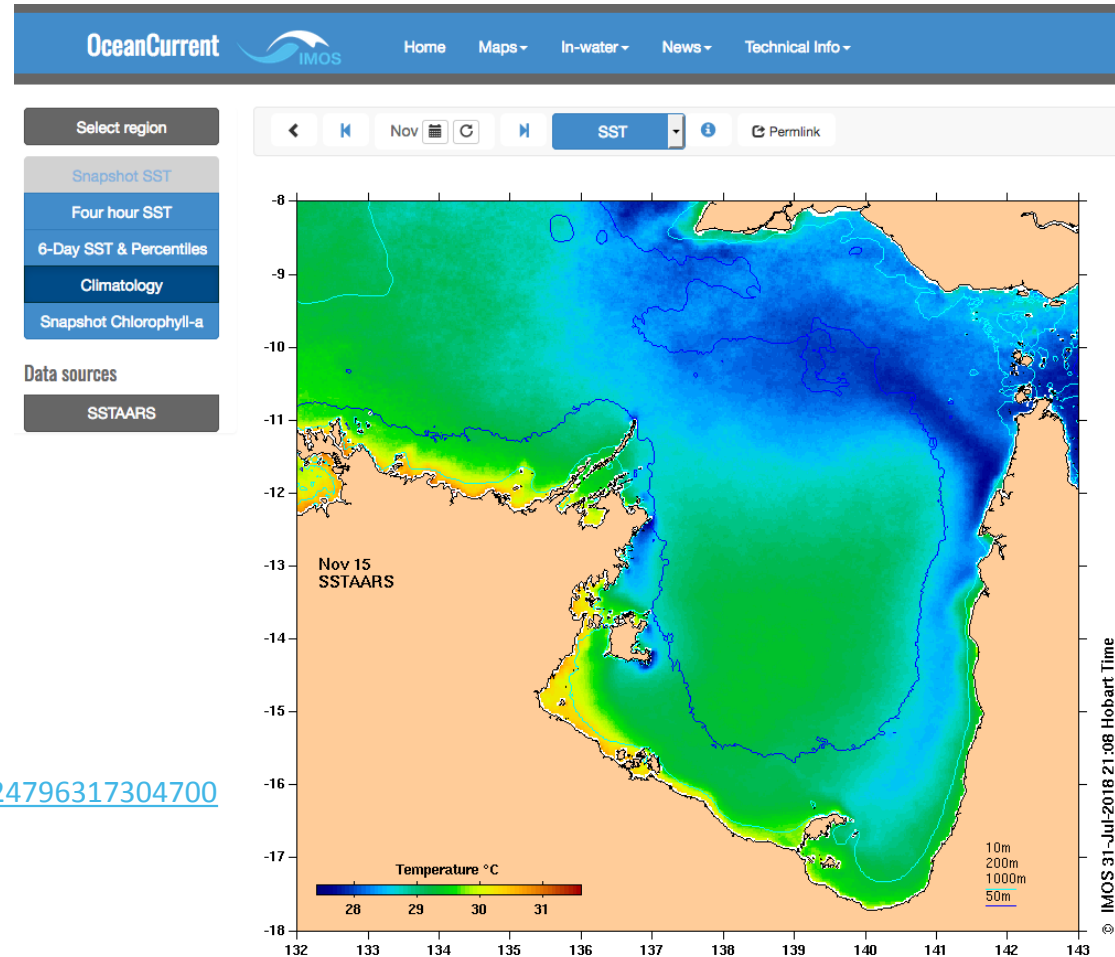 OceanCurrent IMOS Home Maps In-water News Technical Info
Select region
Nov SST Permlink
Snapshot SST
Four hour SST
6-Day SST & Percentiles
Climatology
Snapshot Chlorophyll-a
Data sources
SSTAARS
-8
-9
-10
-11
-12
-13
-14
-15
-16
-17
-18
Nov 15
SSTAARS
24796317304700
Temperature °C
28 29 30 31
10m
200m
1000m
50m
132 133 134 135 136 137 138 139 140 141 142 143
© IMOS 31-Jul-2018 21:08 Hobart Time